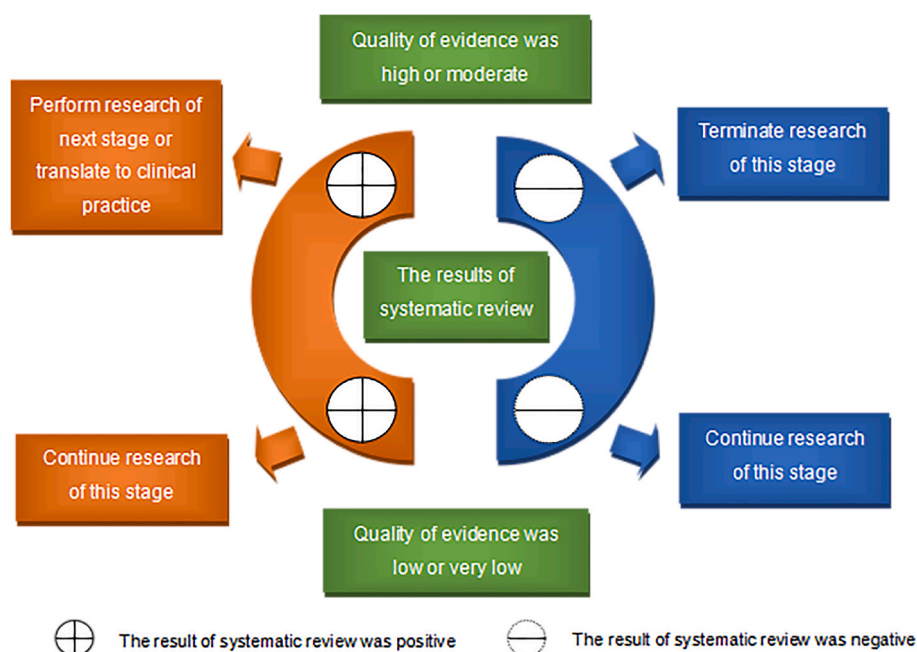 Quality of evidence was
high or moderate
Perform research of
next stage or
translate to clinical
practice
Terminate research
of this stage
The results of
systematic review
Continue research
of this stage
Continue research
of this stage
Quality of evidence was
low or very low
The result of systematic review was positive
The result of systematic review was negative